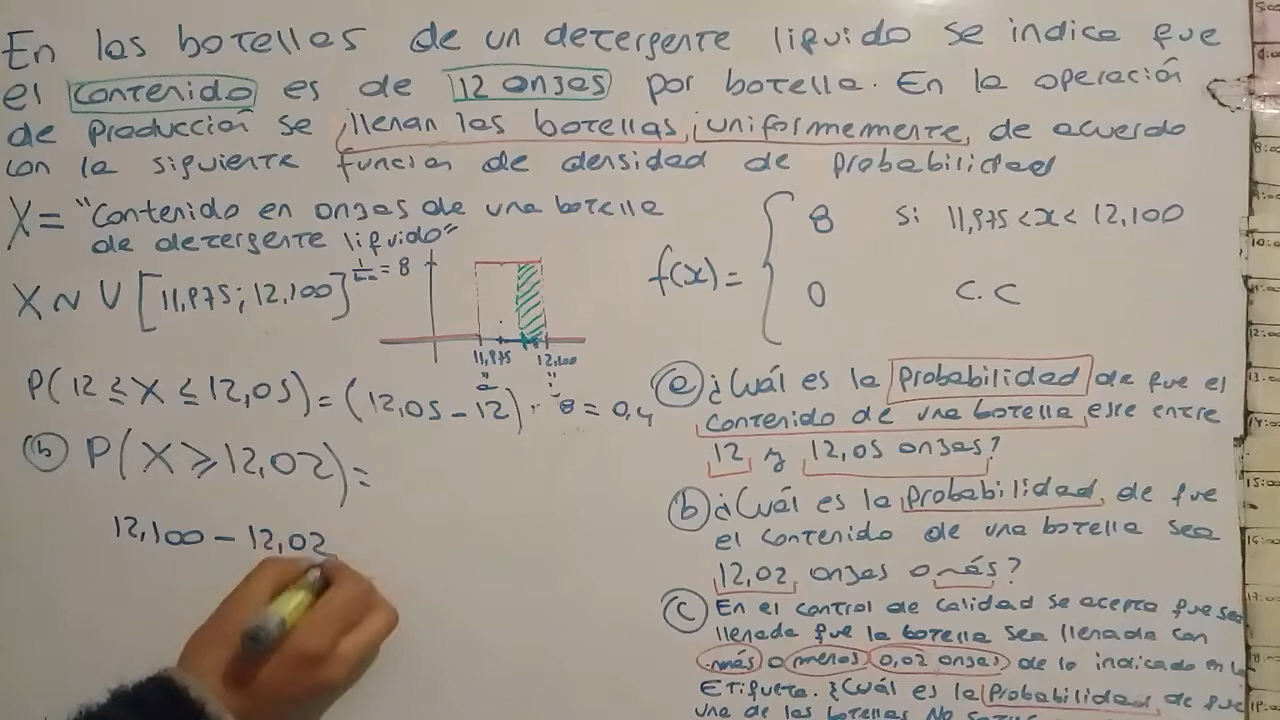 En las botellas de un detergente liquido se indica que
el contenido es de 12 onzas por botella. En la operación
de producción se llenan las botellas uniformemente, de acuerdo
con la siguiente funcion de densidad de probabilidad
X = "Contenido en onzas de una botella
de detergente liquido"
X ~ U [11,975; 12,100]
= 8
11,975 12,100
f(x) = { 8 si 11,975 < x < 12,100
0 C.C
P(12 ≤ X ≤ 12,05) = (12,05 - 12) · 8 = 0,4
(b) P(X ≥ 12,02) =
12,100 - 12,02
(a) ¿Cuál es la probabilidad de que el
contenido de una botella este entre
12 y 12,05 onzas?
(b) ¿Cuál es la probabilidad de que
el contenido de una botella sea
12,02 onzas o más?
(c) En el control de calidad se acepta que sea
llenada que la botella sea llenada con
más o menos 0,02 onzas de lo indicado en la
Etiqueta. ¿Cuál es la probabilidad de que
una de las botellas No